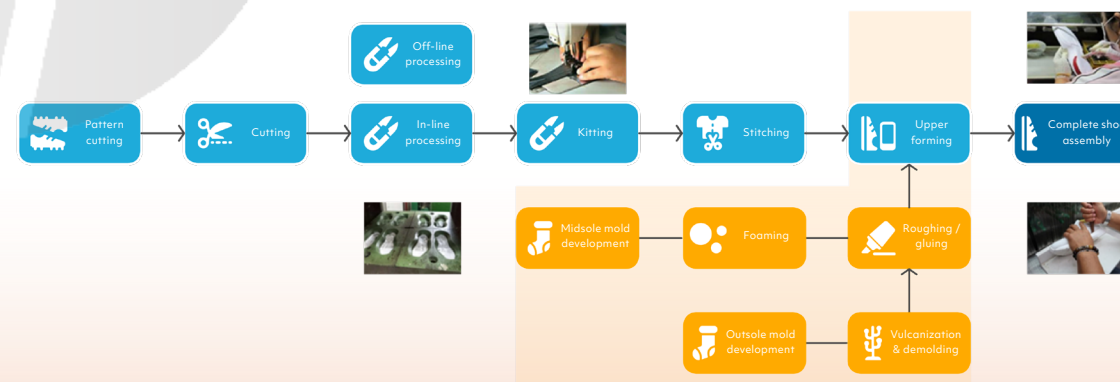 Off-line
processing
Pattern
cutting
Cutting
In-line
processing
Kitting
Stitching
Upper
forming
Complete sho
assembly
Midsole mold
development
Foaming
Roughing /
gluing
Outsole mold
development
Vulcanization
& demolding